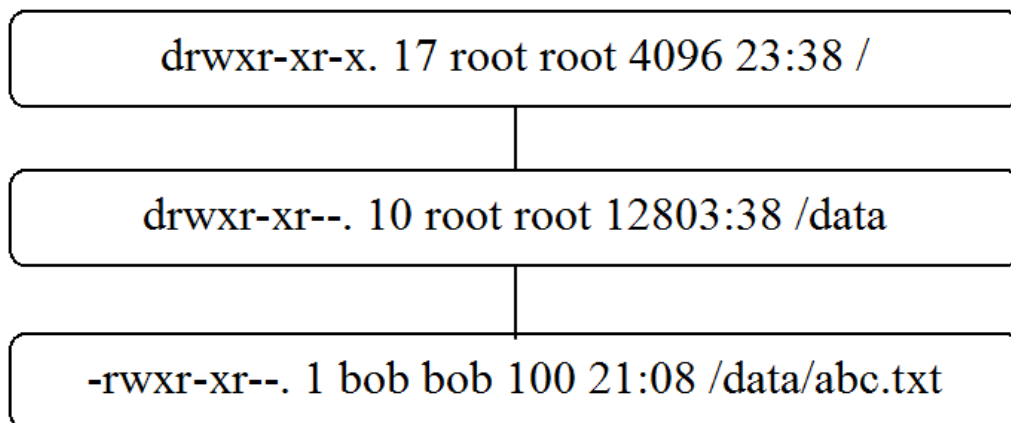 drwxr-xr-x. 17 root root 4096 23:38 /
drwxr-xr--. 10 root root 12803:38 /data
-rwxr-xr--. 1 bob bob 100 21:08 /data/abc.txt